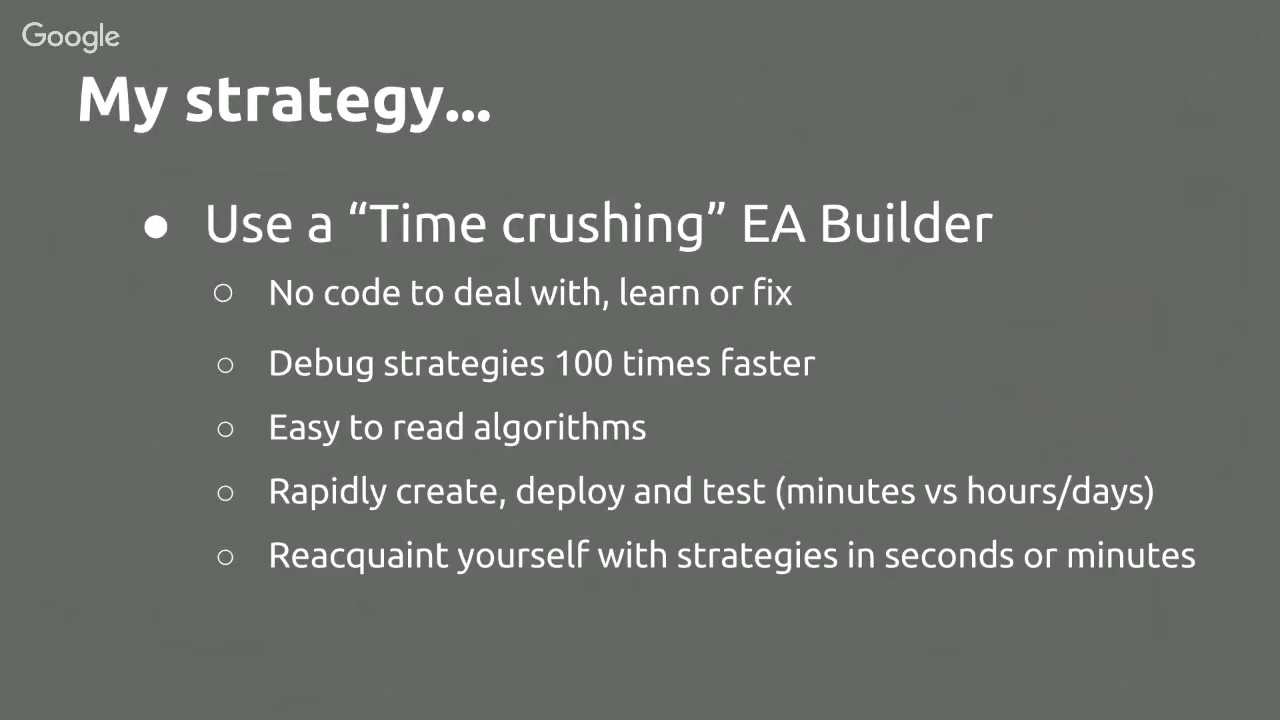 Google
My strategy...
● Use a “Time crushing” EA Builder
○ No code to deal with, learn or fix
○ Debug strategies 100 times faster
○ Easy to read algorithms
○ Rapidly create, deploy and test (minutes vs hours/days)
○ Reacquaint yourself with strategies in seconds or minutes